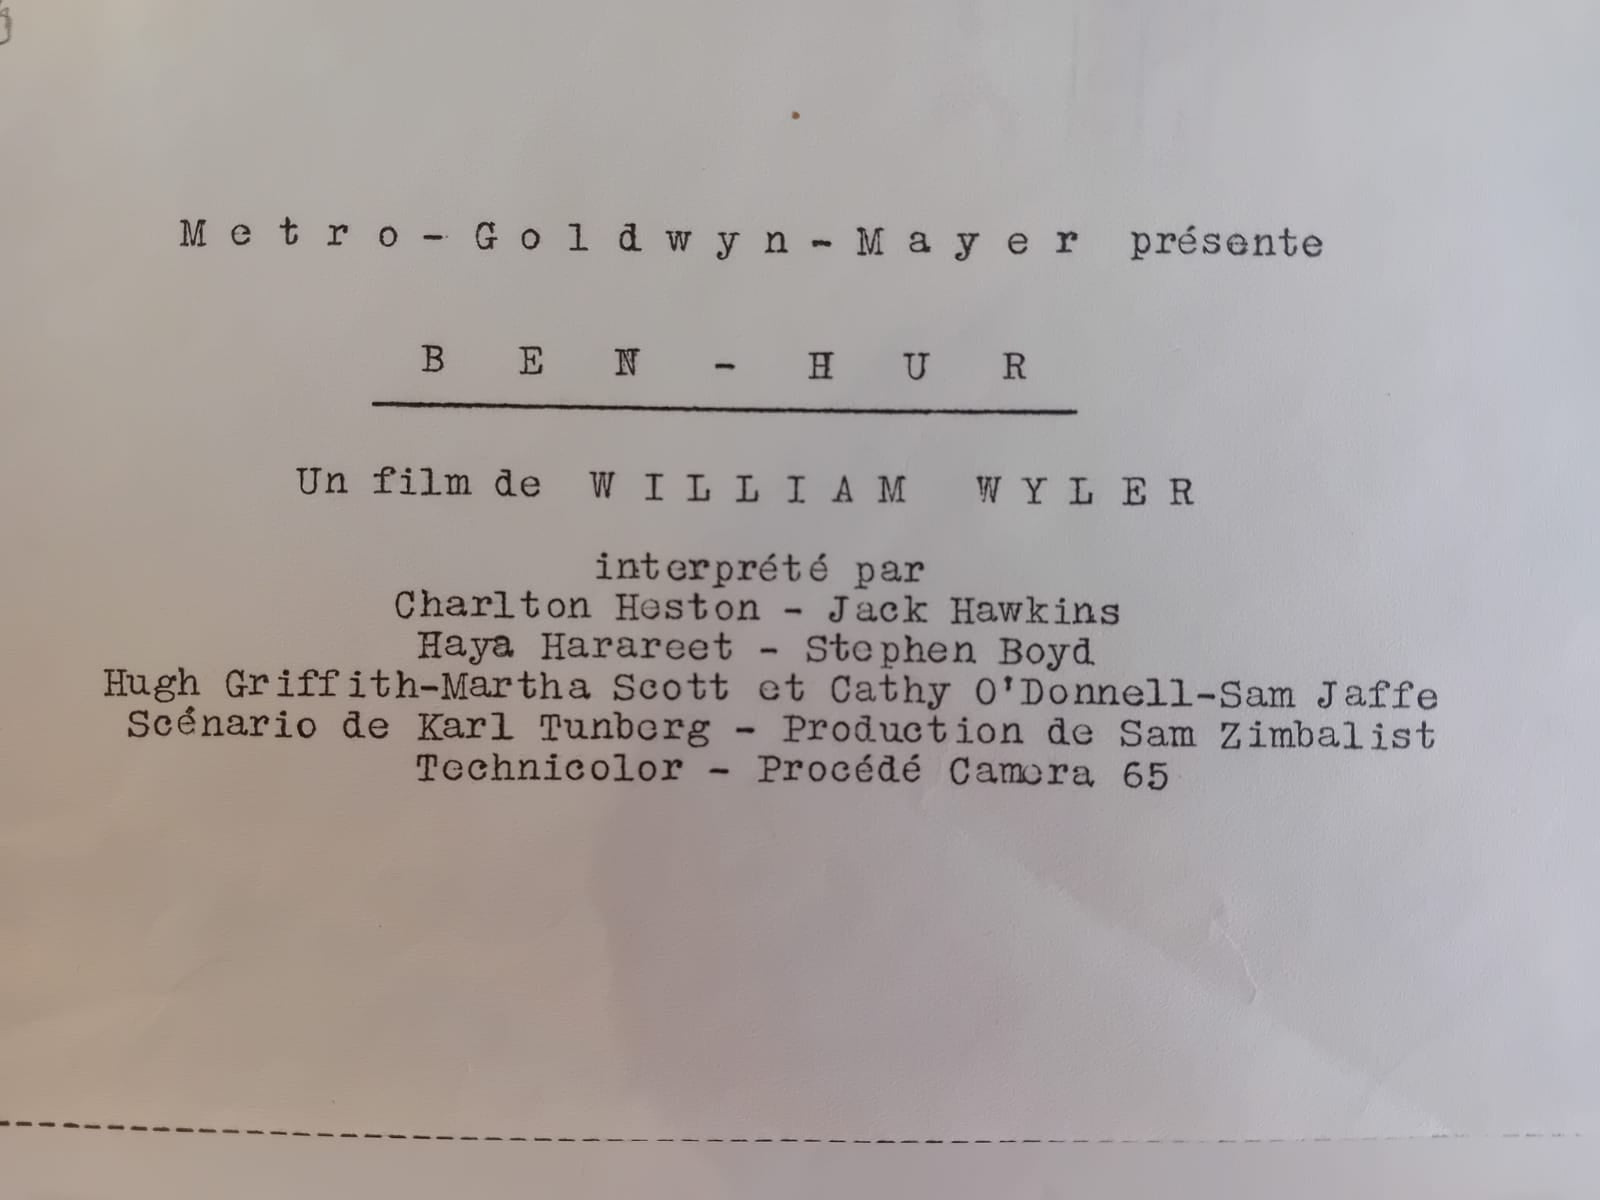 Metro-Goldwyn-Mayer présente
BEN-HUR
Un film de WILLIAM WYLER
interprété par
Charlton Heston - Jack Hawkins
Haya Harareet - Stephen Boyd
Hugh Griffith-Martha Scott et Cathy O'Donnell-Sam Jaffe
Scénario de Karl Tunberg - Production de Sam Zimbalist
Technicolor - Procédé Camera 65